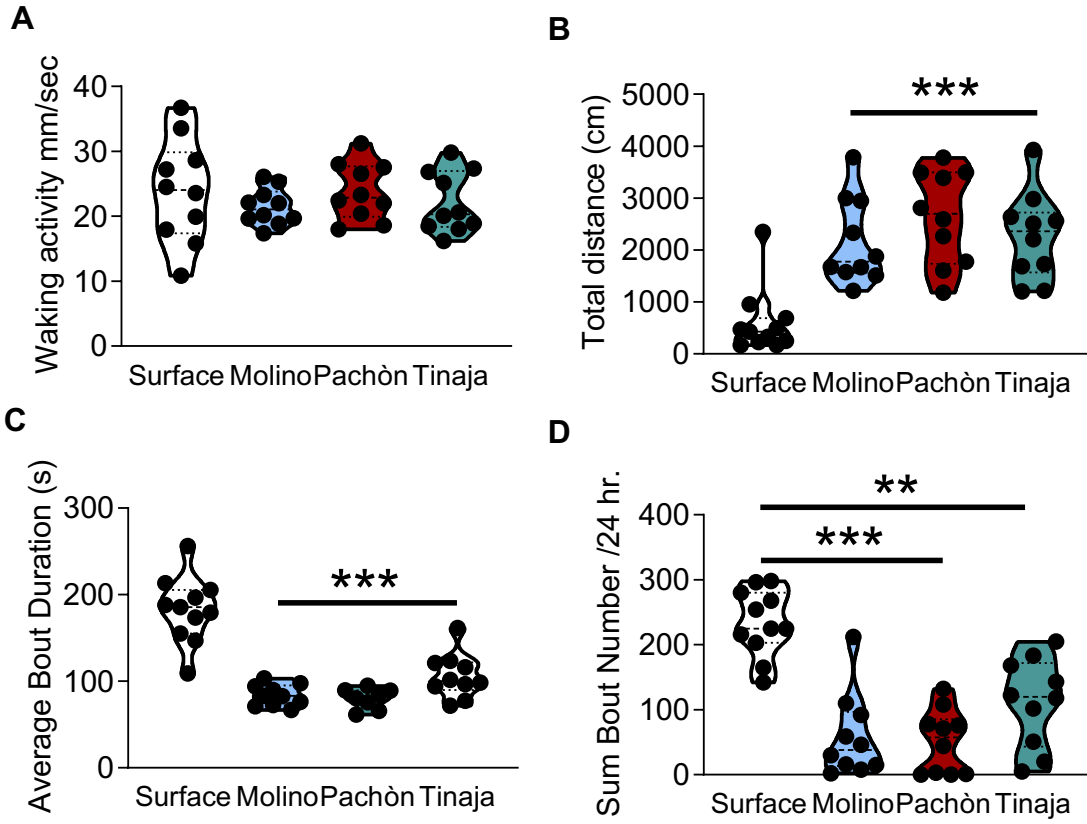 A
Waking activity mm/sec
40
30
20
10
0
Surface Molino Pachòn Tinaja
B
Total distance (cm)
5000
4000
3000
2000
1000
0
***
Surface Molino Pachòn Tinaja
C
Average Bout Duration (s)
300
200
100
0
***
Surface Molino Pachòn Tinaja
D
Sum Bout Number /24 hr.
400
300
200
100
0
**
***
Surface Molino Pachòn Tinaja